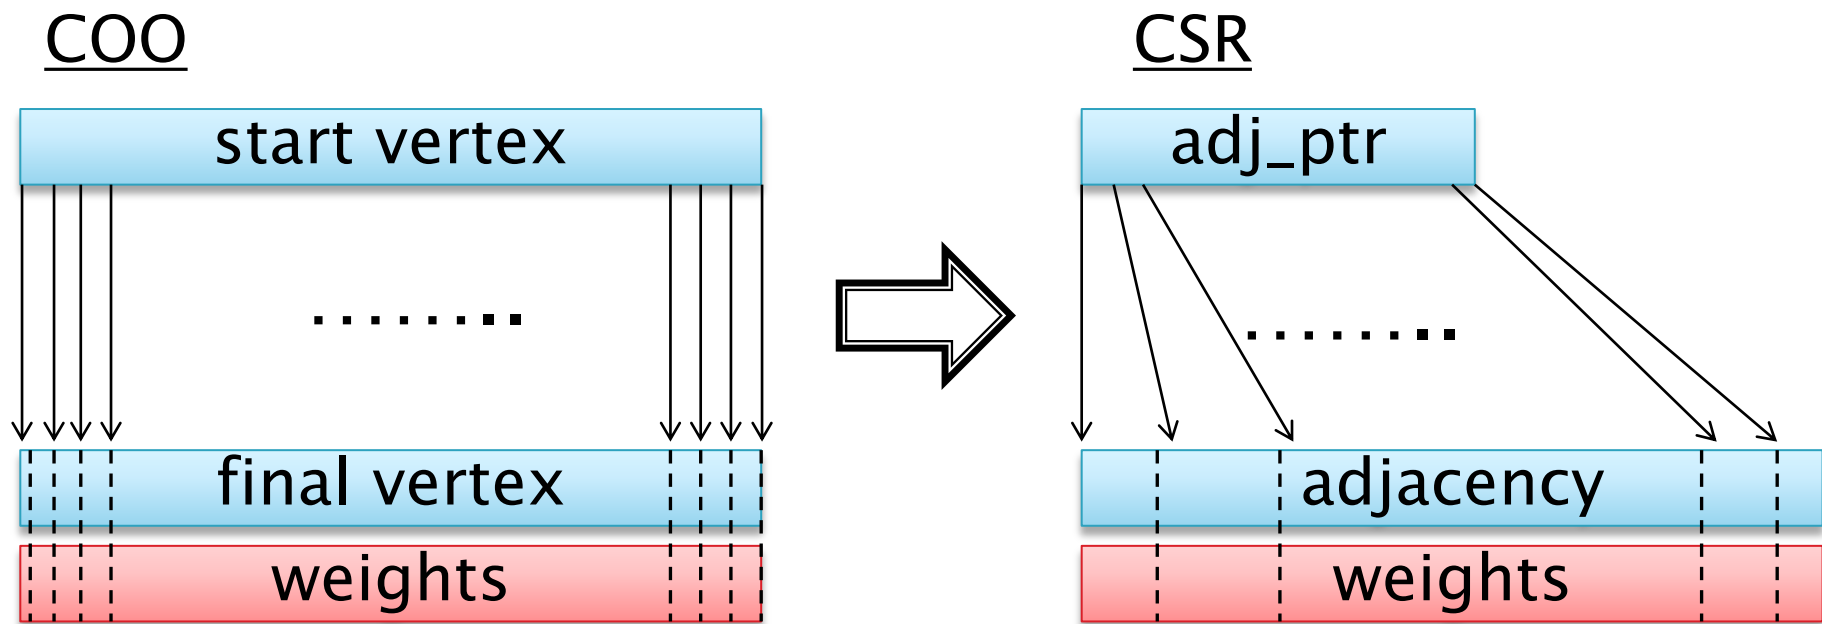 COO
start vertex
........
final vertex
weights
CSR
adj_ptr
........
adjacency
weights